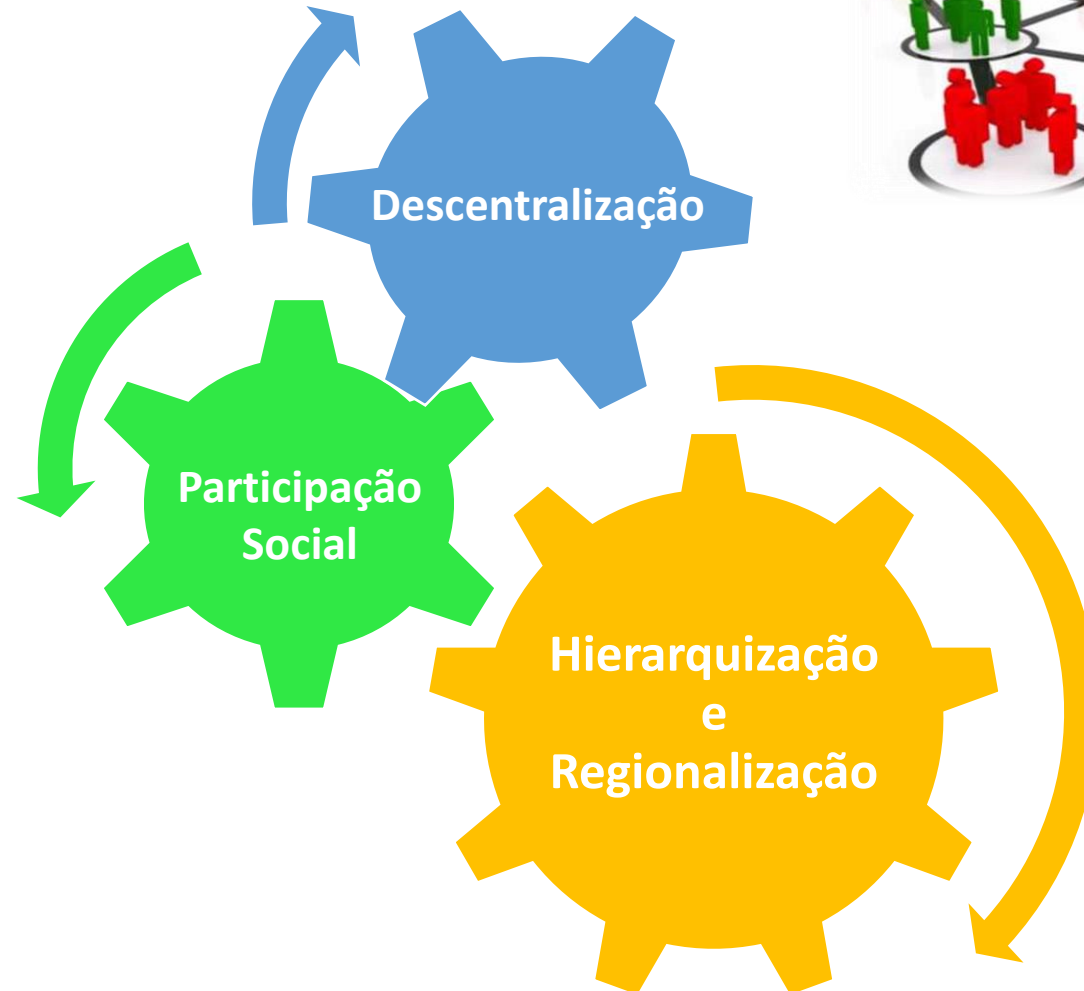 Descentralização
Participação
Social
Hierarquização
e
Regionalização